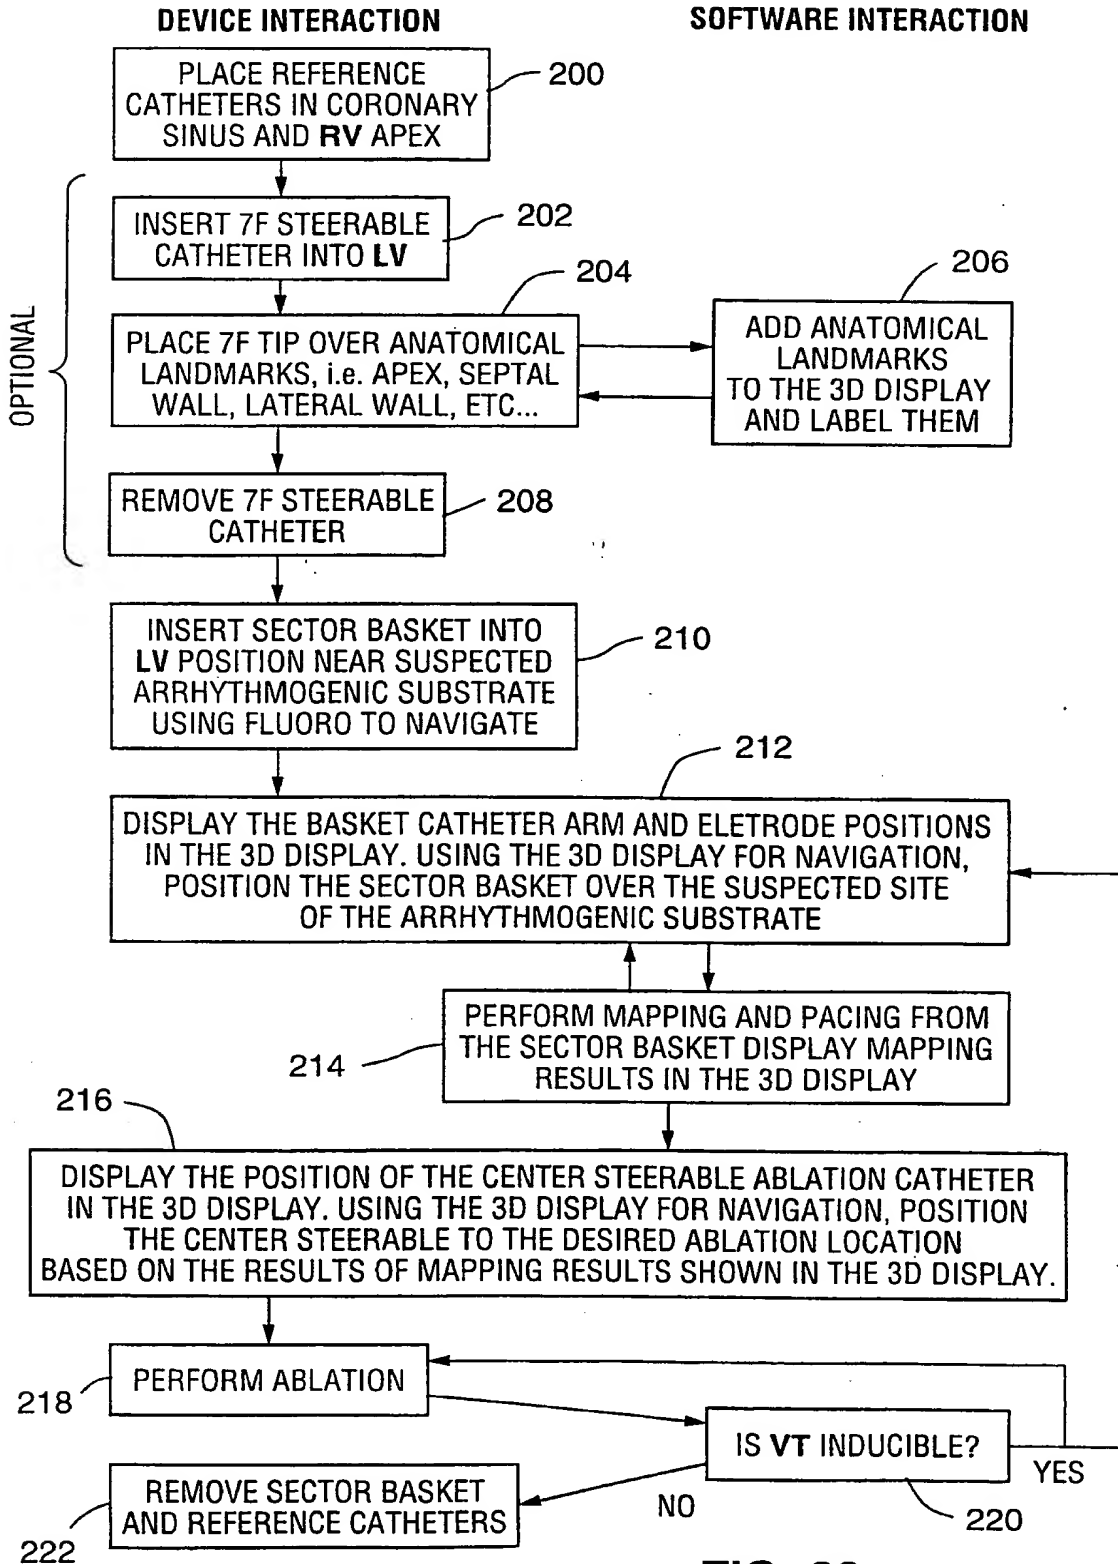 DEVICE INTERACTION
SOFTWARE INTERACTION
PLACE REFERENCE
CATHETERS IN CORONARY
SINUS AND RV APEX
200
OPTIONAL
INSERT 7F STEERABLE
CATHETER INTO LV
202
PLACE 7F TIP OVER ANATOMICAL
LANDMARKS, i.e. APEX, SEPTAL
WALL, LATERAL WALL, ETC...
204
ADD ANATOMICAL
LANDMARKS
TO THE 3D DISPLAY
AND LABEL THEM
206
REMOVE 7F STEERABLE
CATHETER
208
INSERT SECTOR BASKET INTO
LV POSITION NEAR SUSPECTED
ARRHYTHMOGENIC SUBSTRATE
USING FLUORO TO NAVIGATE
210
212
DISPLAY THE BASKET CATHETER ARM AND ELETRODE POSITIONS
IN THE 3D DISPLAY. USING THE 3D DISPLAY FOR NAVIGATION,
POSITION THE SECTOR BASKET OVER THE SUSPECTED SITE
OF THE ARRHYTHMOGENIC SUBSTRATE
PERFORM MAPPING AND PACING FROM
THE SECTOR BASKET DISPLAY MAPPING
RESULTS IN THE 3D DISPLAY
214
216
DISPLAY THE POSITION OF THE CENTER STEERABLE ABLATION CATHETER
IN THE 3D DISPLAY. USING THE 3D DISPLAY FOR NAVIGATION, POSITION
THE CENTER STEERABLE TO THE DESIRED ABLATION LOCATION
BASED ON THE RESULTS OF MAPPING RESULTS SHOWN IN THE 3D DISPLAY.
PERFORM ABLATION
218
IS VT INDUCIBLE?
YES
NO
220
REMOVE SECTOR BASKET
AND REFERENCE CATHETERS
222